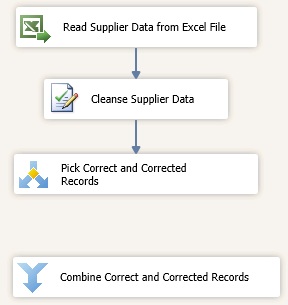 Read Supplier Data from Excel File
Cleanse Supplier Data
Pick Correct and Corrected
Records
Combine Correct and Corrected Records